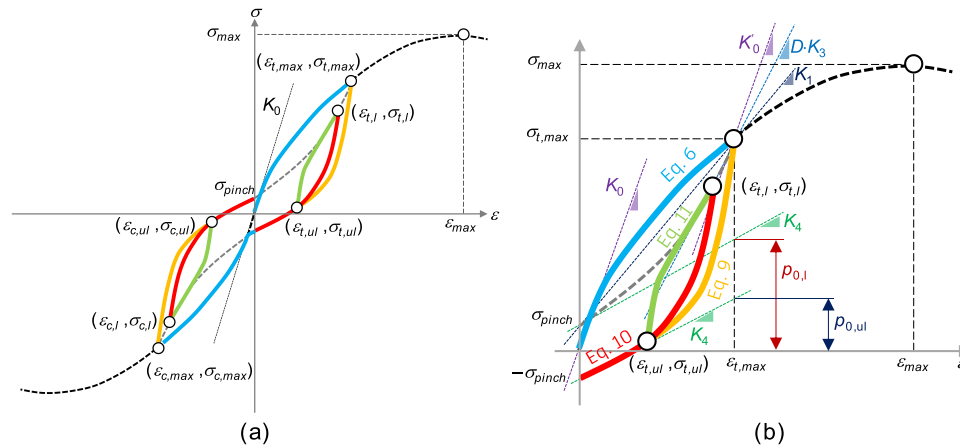 σ
σmax
(εt,max ,σt,max)
K0
(εt,l ,σt,l)
σpinch
ε
(εc,ul ,σc,ul)
(εt,ul ,σt,ul)
εmax
(εc,l ,σc,l)
(εc,max ,σc,max)
(a)
K0
D·K3
σmax
K1
σt,max
Eq. 6
K0
(εt,l ,σt,l)
Eq. 11
K4
Eq. 9
p0,l
σpinch
K4
p0,ul
Eq. 10
−σpinch
(εt,ul ,σt,ul)
εt,max
εmax
(b)